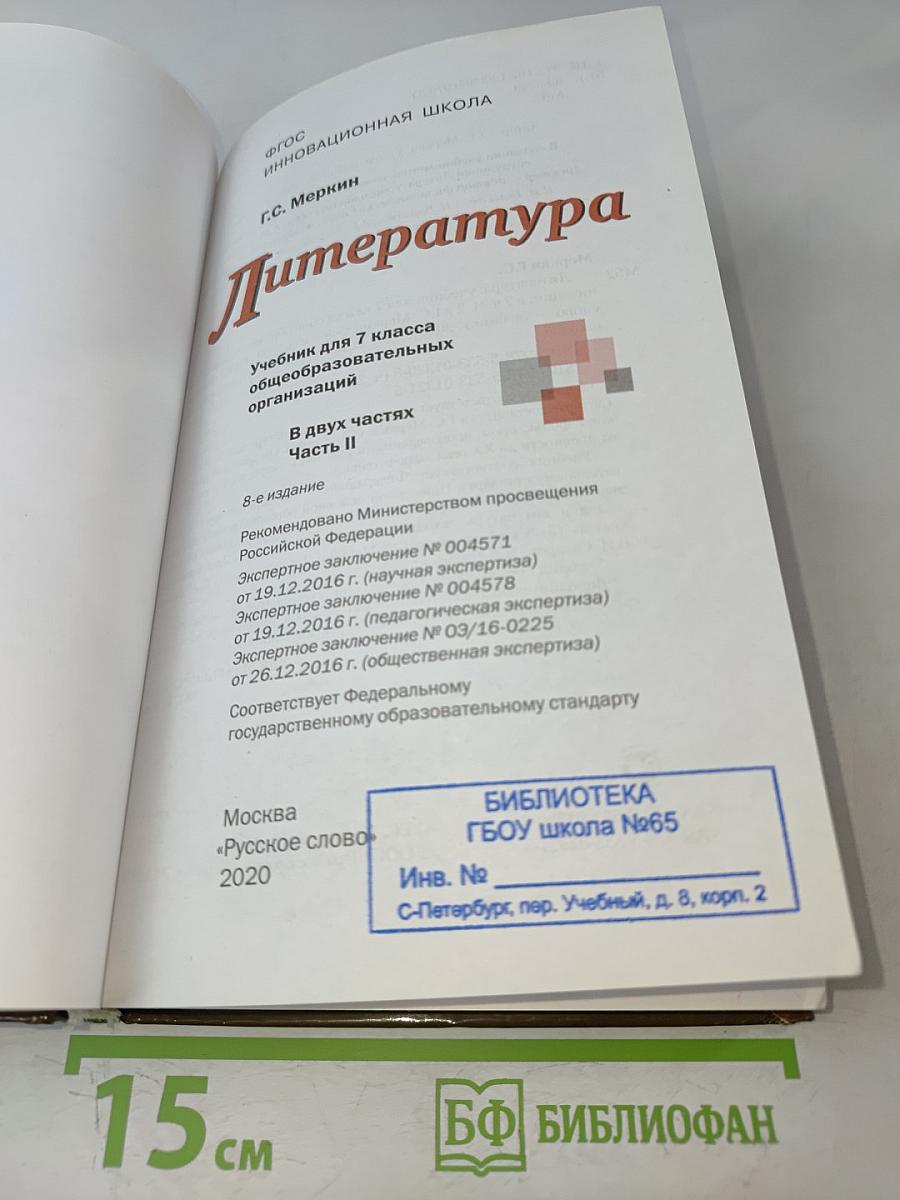 ФГОС
ИННОВАЦИОННАЯ ШКОЛА
Г.С. Меркин
Литература
Учебник для 7 класса
общеобразовательных
организаций
В двух частях
Часть II
8-е издание
Рекомендовано Министерством просвещения
Российской Федерации
Экспертное заключение № 004571
от 19.12.2016 г. (научная экспертиза)
Экспертное заключение № 004578
от 19.12.2016 г. (педагогическая экспертиза)
Экспертное заключение № ОЭ/16-0225
от 26.12.2016 г. (общественная экспертиза)
Соответствует Федеральному
государственному образовательному стандарту
Москва
«Русское слово»
2020
БИБЛИОТЕКА
ГБОУ школа №65
Инв. №
С-Петербург, пер. Учебный, д. 8, корп. 2
15 см
БФ БИБЛИОФАН